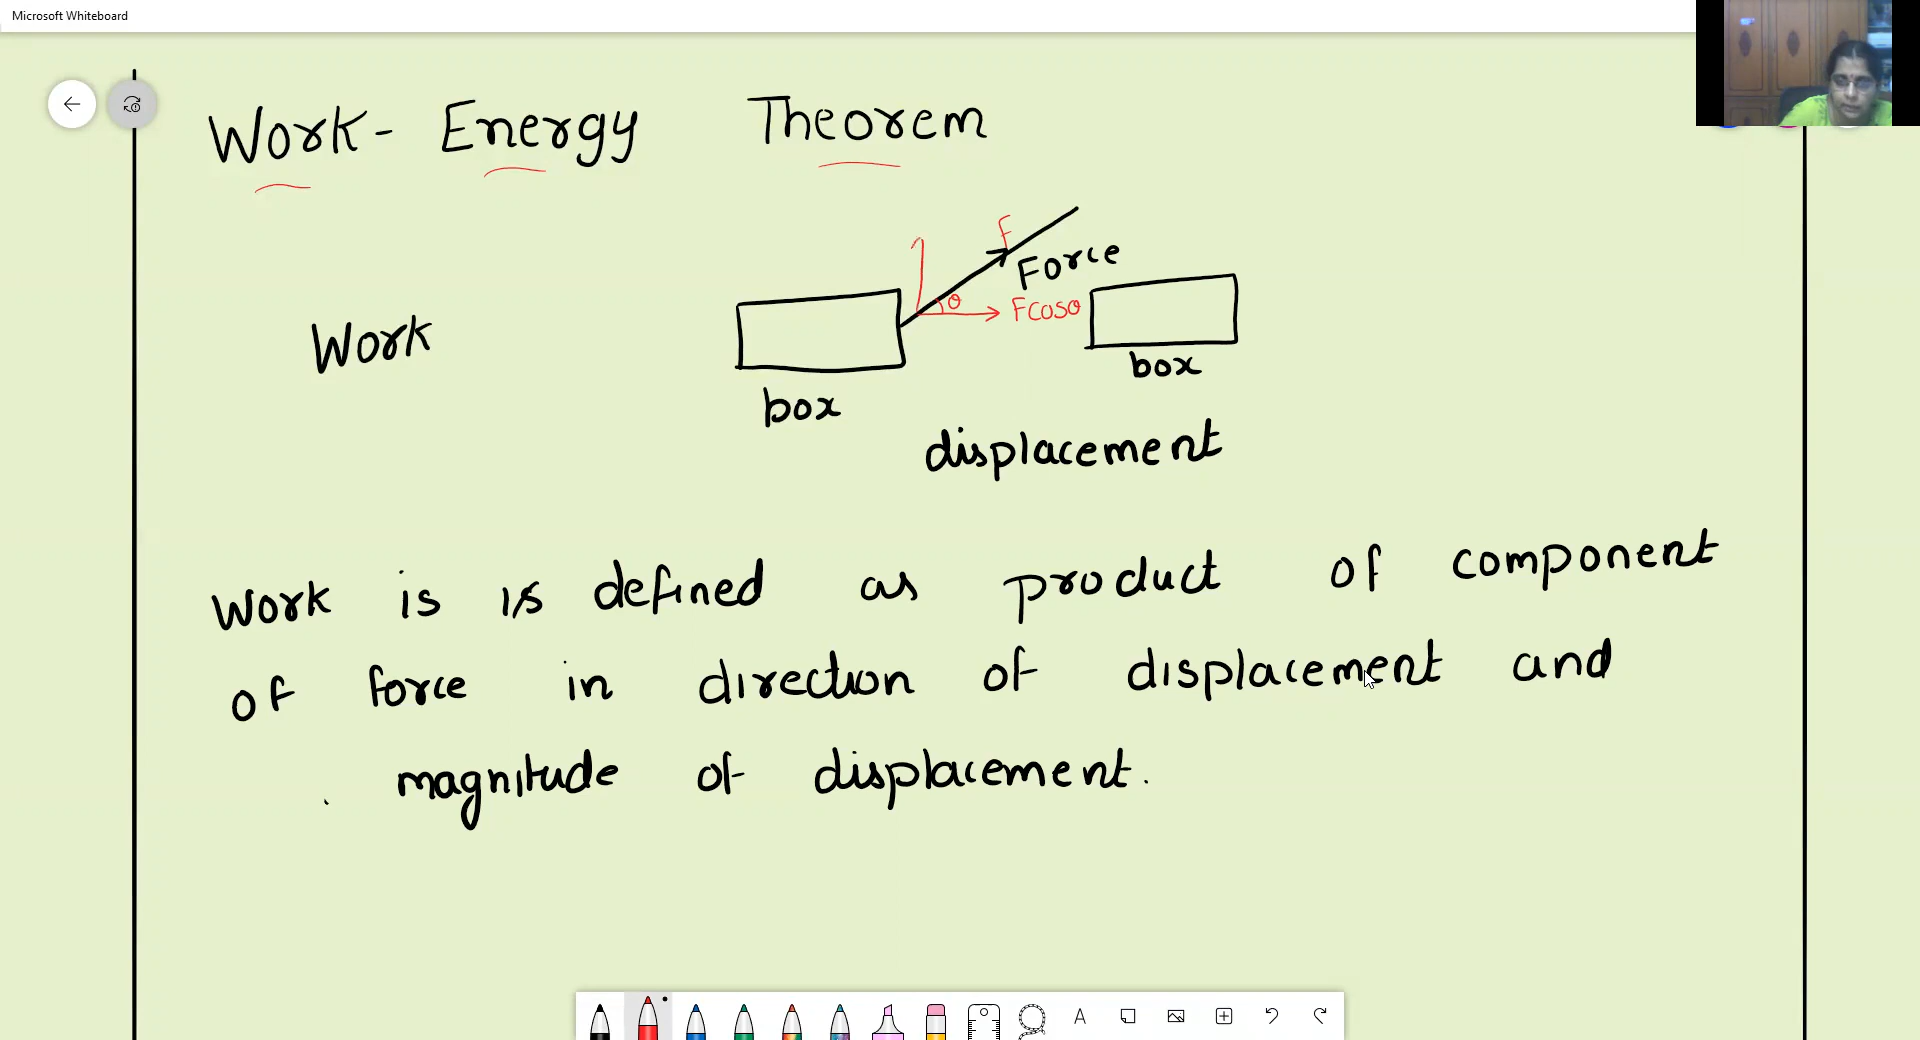 Microsoft Whiteboard
Work- Energy Theorem
F
Force
θ
Fcosθ
Work
box
box
displacement
Work is is defined as product of component
of force in direction of displacement and
magnitude of displacement.
A